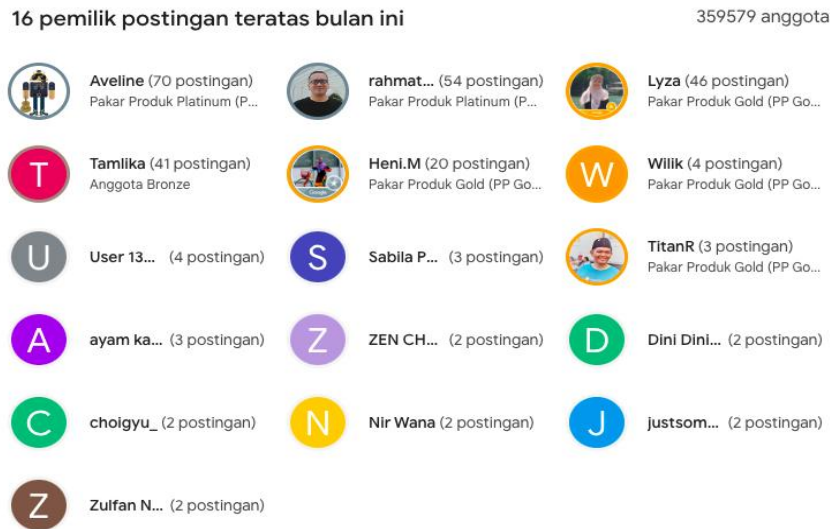 16 pemilik postingan teratas bulan ini
359579 anggota
Aveline (70 postingan)
Pakar Produk Platinum (P...
rahmat... (54 postingan)
Pakar Produk Platinum (P...
Lyza (46 postingan)
Pakar Produk Gold (PP Go...
T
Tamlika (41 postingan)
Anggota Bronze
Heni.M (20 postingan)
Pakar Produk Gold (PP Go...
W
Wilik (4 postingan)
Pakar Produk Gold (PP Go...
U
User 13... (4 postingan)
S
Sabila P... (3 postingan)
TitanR (3 postingan)
Pakar Produk Gold (PP Go...
A
ayam ka... (3 postingan)
Z
ZEN CH... (2 postingan)
D
Dini Dini... (2 postingan)
C
choigyu_ (2 postingan)
N
Nir Wana (2 postingan)
J
justsom... (2 postingan)
Z
Zulfan N... (2 postingan)